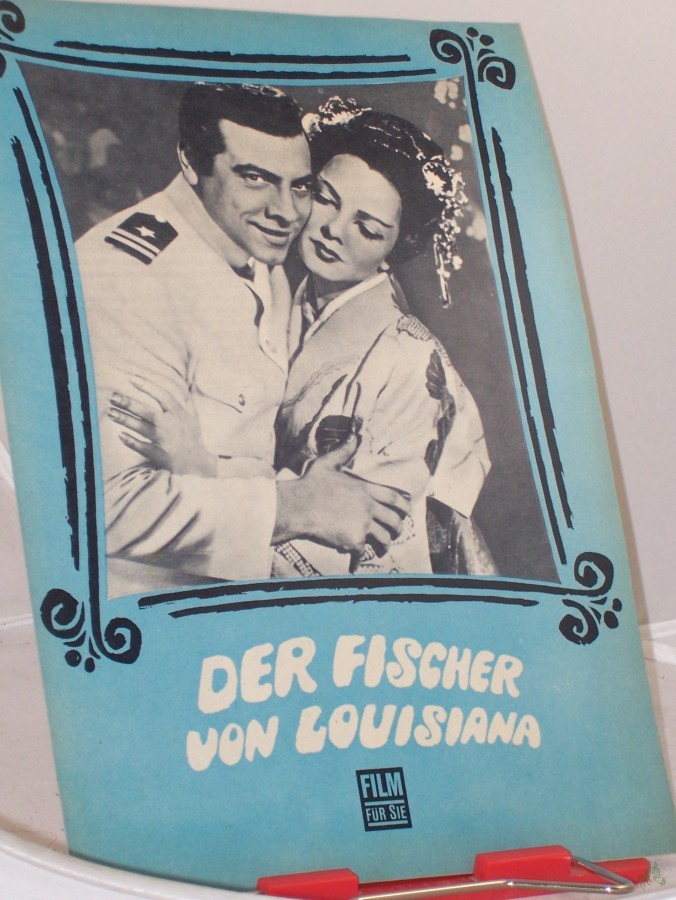 DER FISCHER
VON LOUISIANA
FILM
FÜR SIE